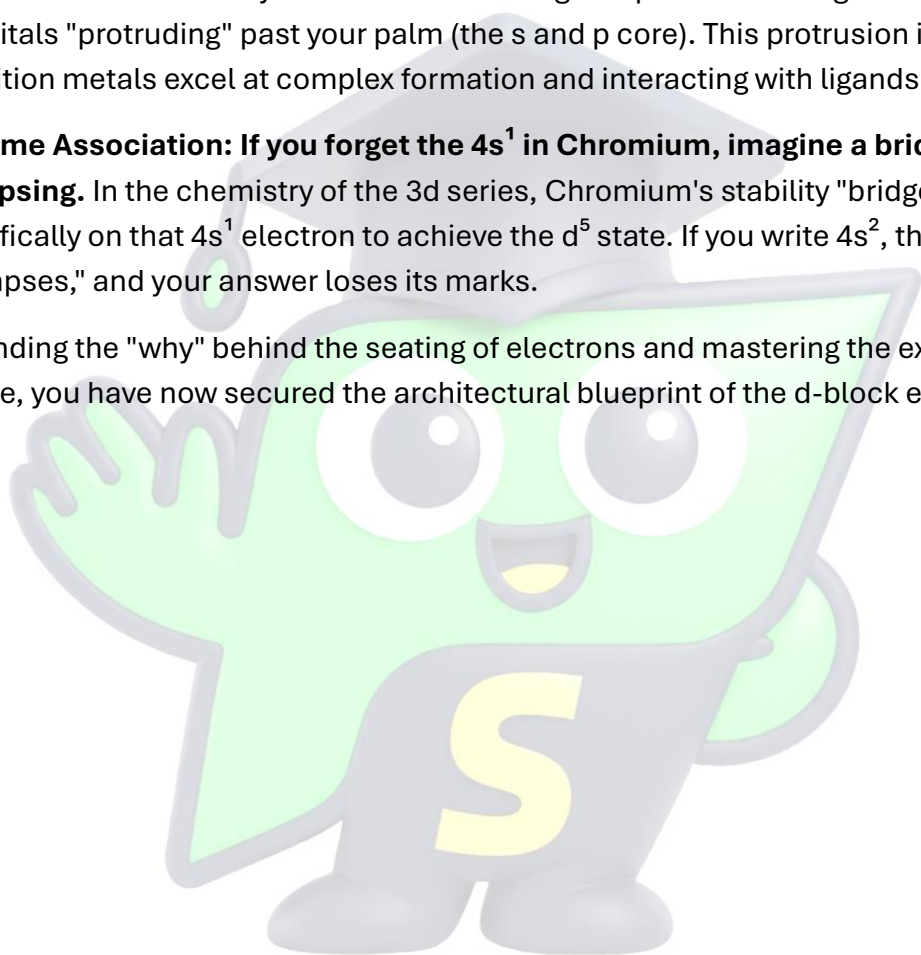 itals "protruding" past your palm (the s and p core). This protrusion i
ition metals excel at complex formation and interacting with ligands
me Association: If you forget the 4s¹ in Chromium, imagine a bri
psing. In the chemistry of the 3d series, Chromium's stability "bridg
fically on that 4s¹ electron to achieve the d⁵ state. If you write 4s², th
apses," and your answer loses its marks.
nding the "why" behind the seating of electrons and mastering the ex
e, you have now secured the architectural blueprint of the d-block e
S